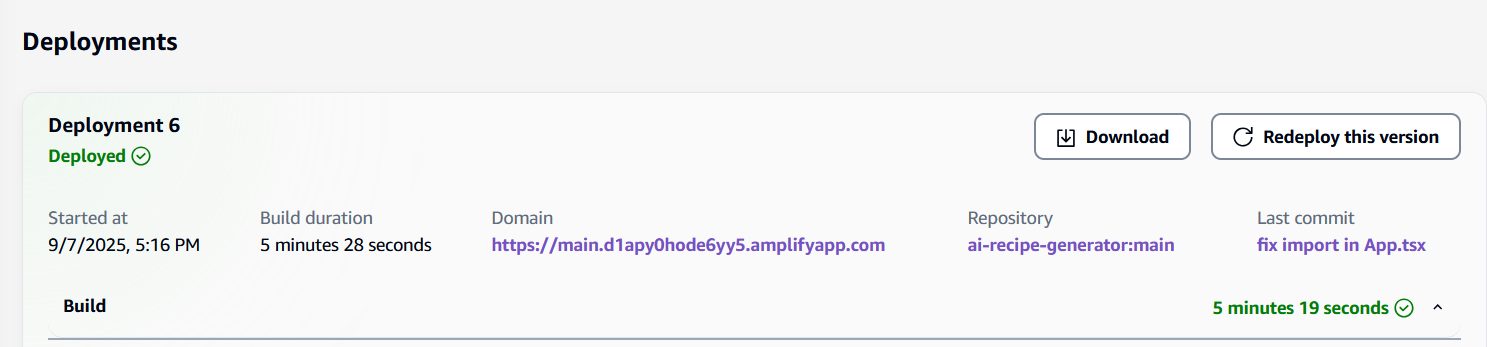 Deployments
Deployment 6
Deployed
Download
Redeploy this version
Started at
9/7/2025, 5:16 PM
Build duration
5 minutes 28 seconds
Domain
https://main.d1apy0hode6yy5.amplifyapp.com
Repository
ai-recipe-generator:main
Last commit
fix import in App.tsx
Build
5 minutes 19 seconds